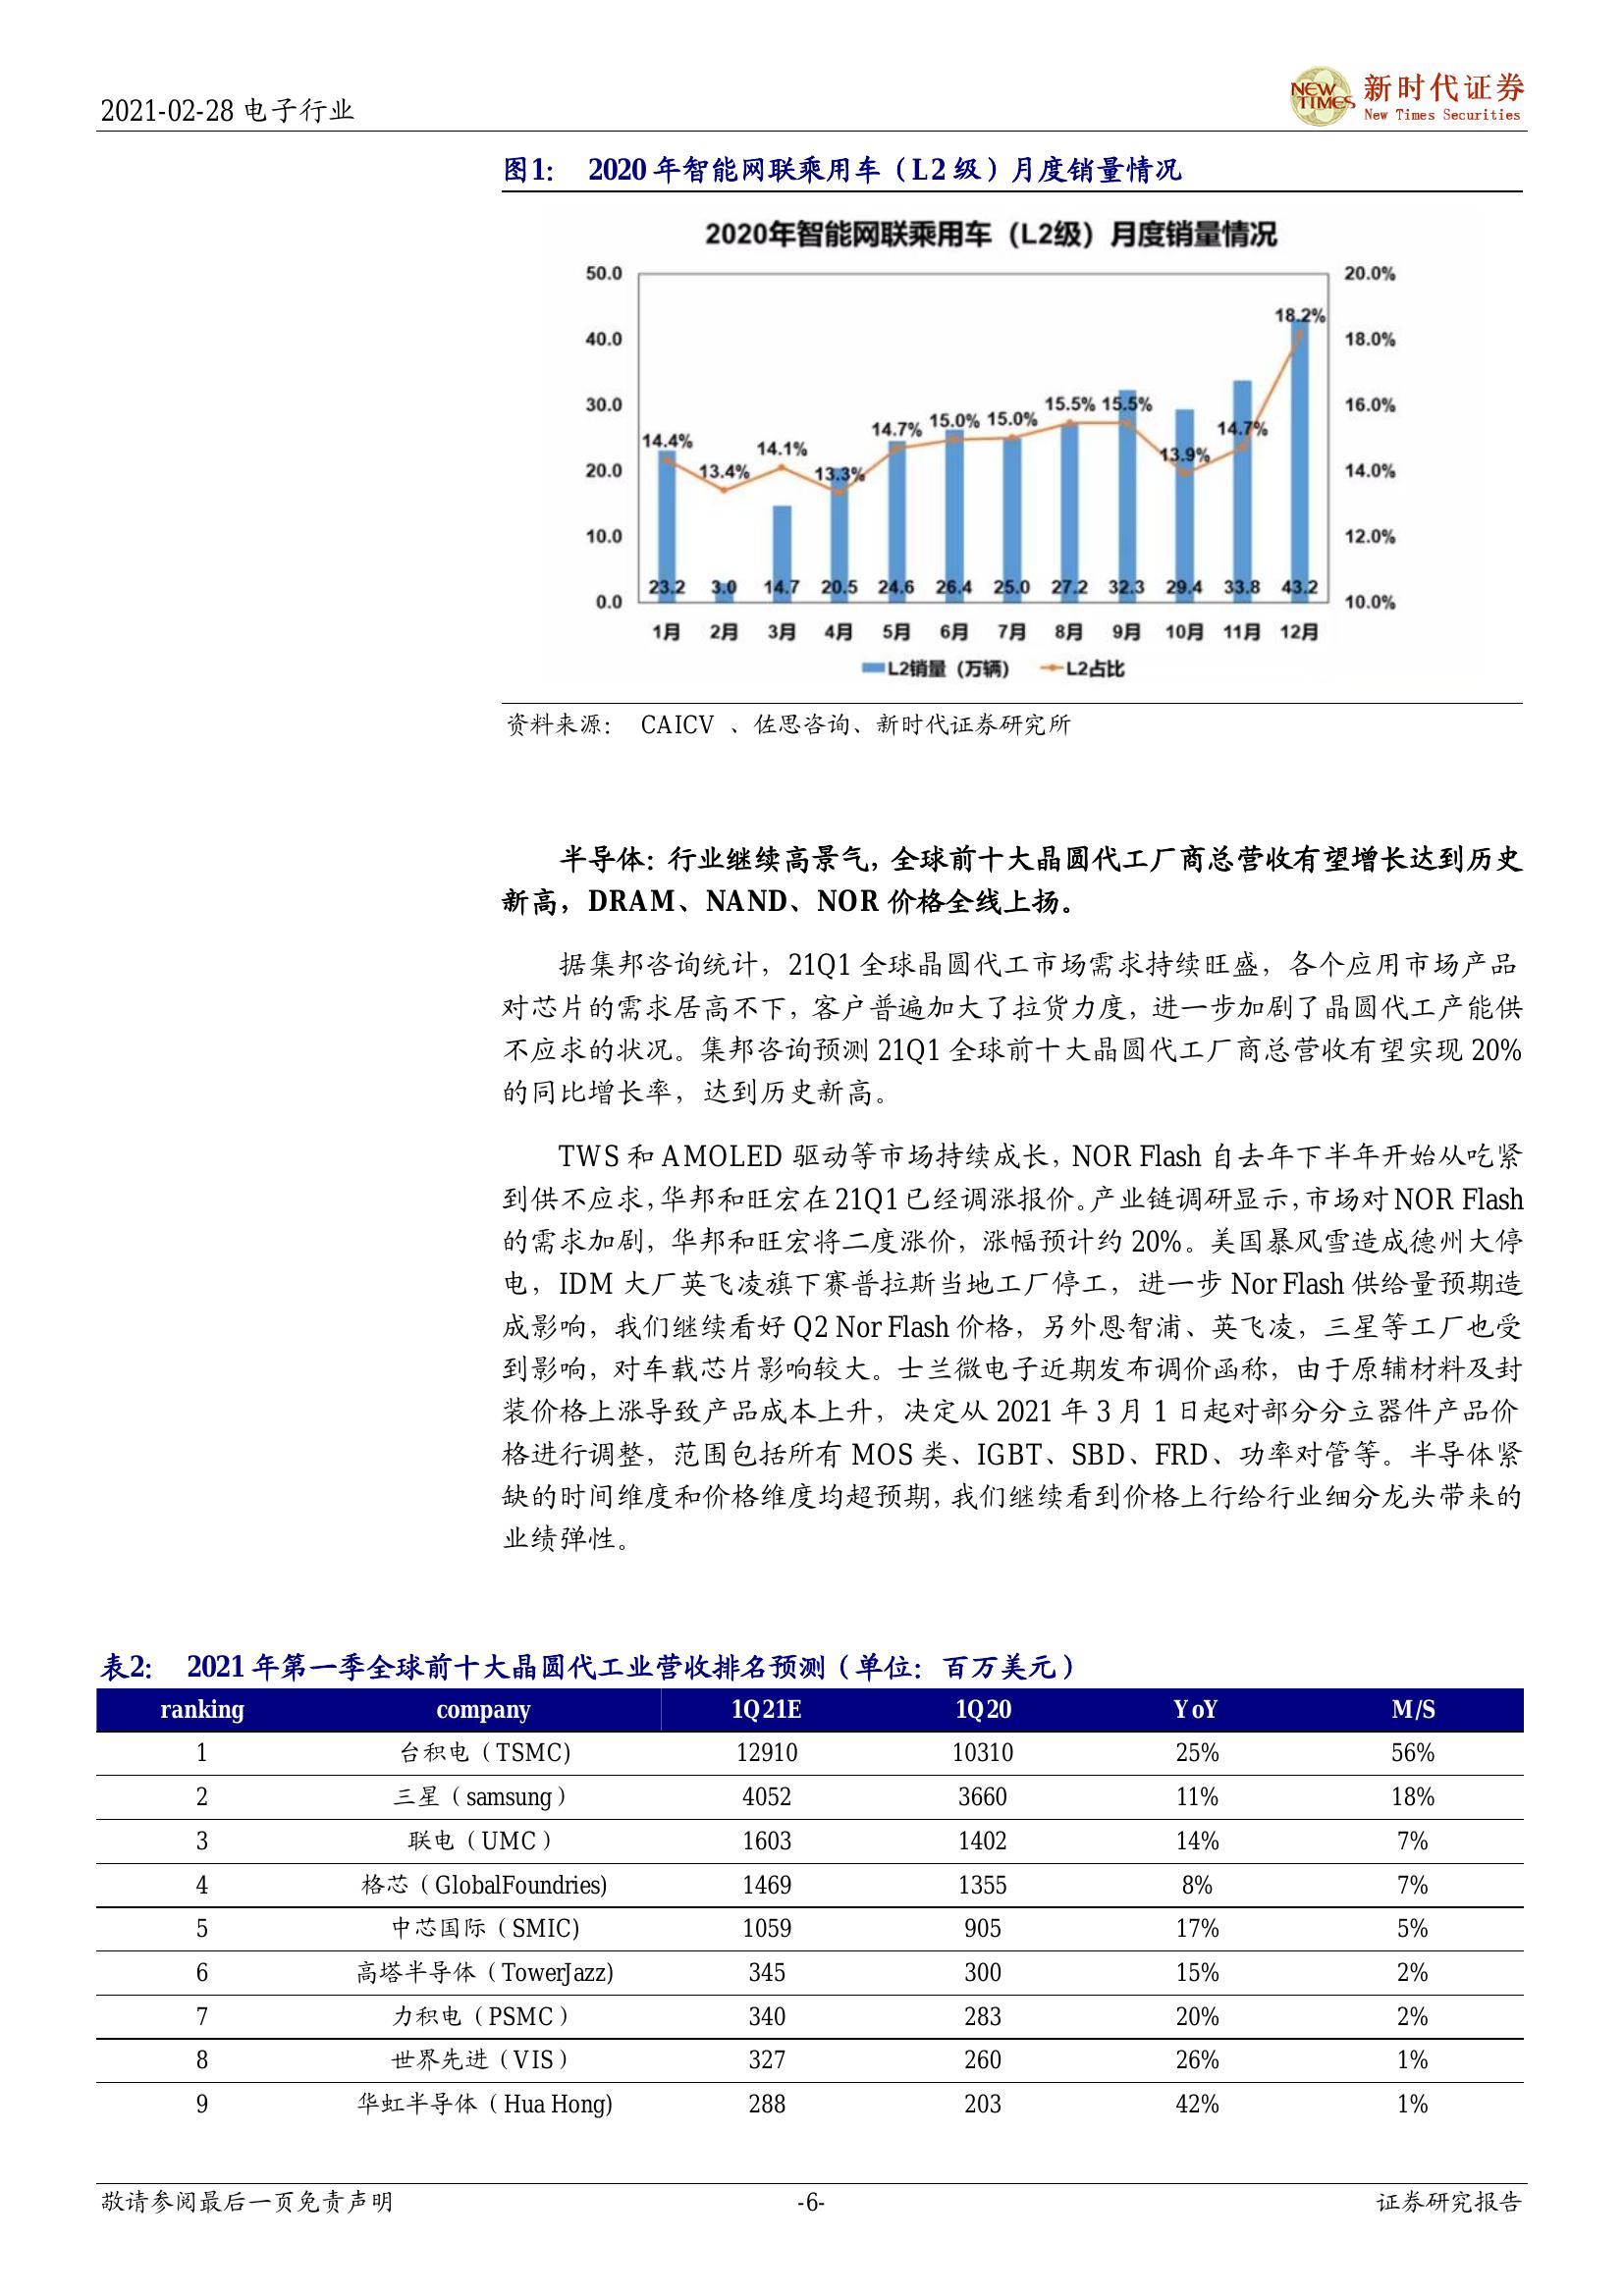 2021-02-28 电子行业
NEW TIMES 新时代证券
New Times Securities
图1： 2020 年智能网联乘用车（L2 级）月度销量情况
2020年智能网联乘用车（L2级）月度销量情况
50.0 20.0%
18.2%
40.0 18.0%
30.0 15.5% 15.5% 16.0%
14.4% 14.1% 14.7% 15.0% 15.0% 14.7%
20.0 13.4% 13.3% 13.9% 14.0%
10.0 12.0%
23.2 3.0 14.7 20.5 24.6 26.4 25.0 27.2 32.3 29.4 33.8 43.2
0.0 10.0%
1月 2月 3月 4月 5月 6月 7月 8月 9月 10月 11月 12月
L2销量（万辆） L2占比
资料来源： CAICV 、佐思咨询、新时代证券研究所
半导体：行业继续高景气，全球前十大晶圆代工厂商总营收有望增长达到历史
新高，DRAM、NAND、NOR 价格全线上扬。
据集邦咨询统计，21Q1 全球晶圆代工市场需求持续旺盛，各个应用市场产品
对芯片的需求居高不下，客户普遍加大了拉货力度，进一步加剧了晶圆代工产能供
不应求的状况。集邦咨询预测 21Q1 全球前十大晶圆代工厂商总营收有望实现 20%
的同比增长率，达到历史新高。
TWS 和 AMOLED 驱动等市场持续成长，NOR Flash 自去年下半年开始从吃紧
到供不应求，华邦和旺宏在 21Q1 已经调涨报价。产业链调研显示，市场对 NOR Flash
的需求加剧，华邦和旺宏将二度涨价，涨幅预计约 20%。美国暴风雪造成德州大停
电，IDM 大厂英飞凌旗下赛普拉斯当地工厂停工，进一步 Nor Flash 供给量预期造
成影响，我们继续看好 Q2 Nor Flash 价格，另外恩智浦、英飞凌，三星等工厂也受
到影响，对车载芯片影响较大。士兰微电子近期发布调价函称，由于原辅材料及封
装价格上涨导致产品成本上升，决定从 2021 年 3 月 1 日起对部分分立器件产品价
格进行调整，范围包括所有 MOS 类、IGBT、SBD、FRD、功率对管等。半导体紧
缺的时间维度和价格维度均超预期，我们继续看到价格上行给行业细分龙头带来的
业绩弹性。
表2： 2021 年第一季全球前十大晶圆代工业营收排名预测（单位：百万美元）
ranking company 1Q21E 1Q20 YoY M/S
1 台积电（TSMC) 12910 10310 25% 56%
2 三星（samsung） 4052 3660 11% 18%
3 联电（UMC） 1603 1402 14% 7%
4 格芯（GlobalFoundries) 1469 1355 8% 7%
5 中芯国际（SMIC) 1059 905 17% 5%
6 高塔半导体（TowerJazz) 345 300 15% 2%
7 力积电（PSMC） 340 283 20% 2%
8 世界先进（VIS） 327 260 26% 1%
9 华虹半导体（Hua Hong) 288 203 42% 1%
敬请参阅最后一页免责声明 -6- 证券研究报告